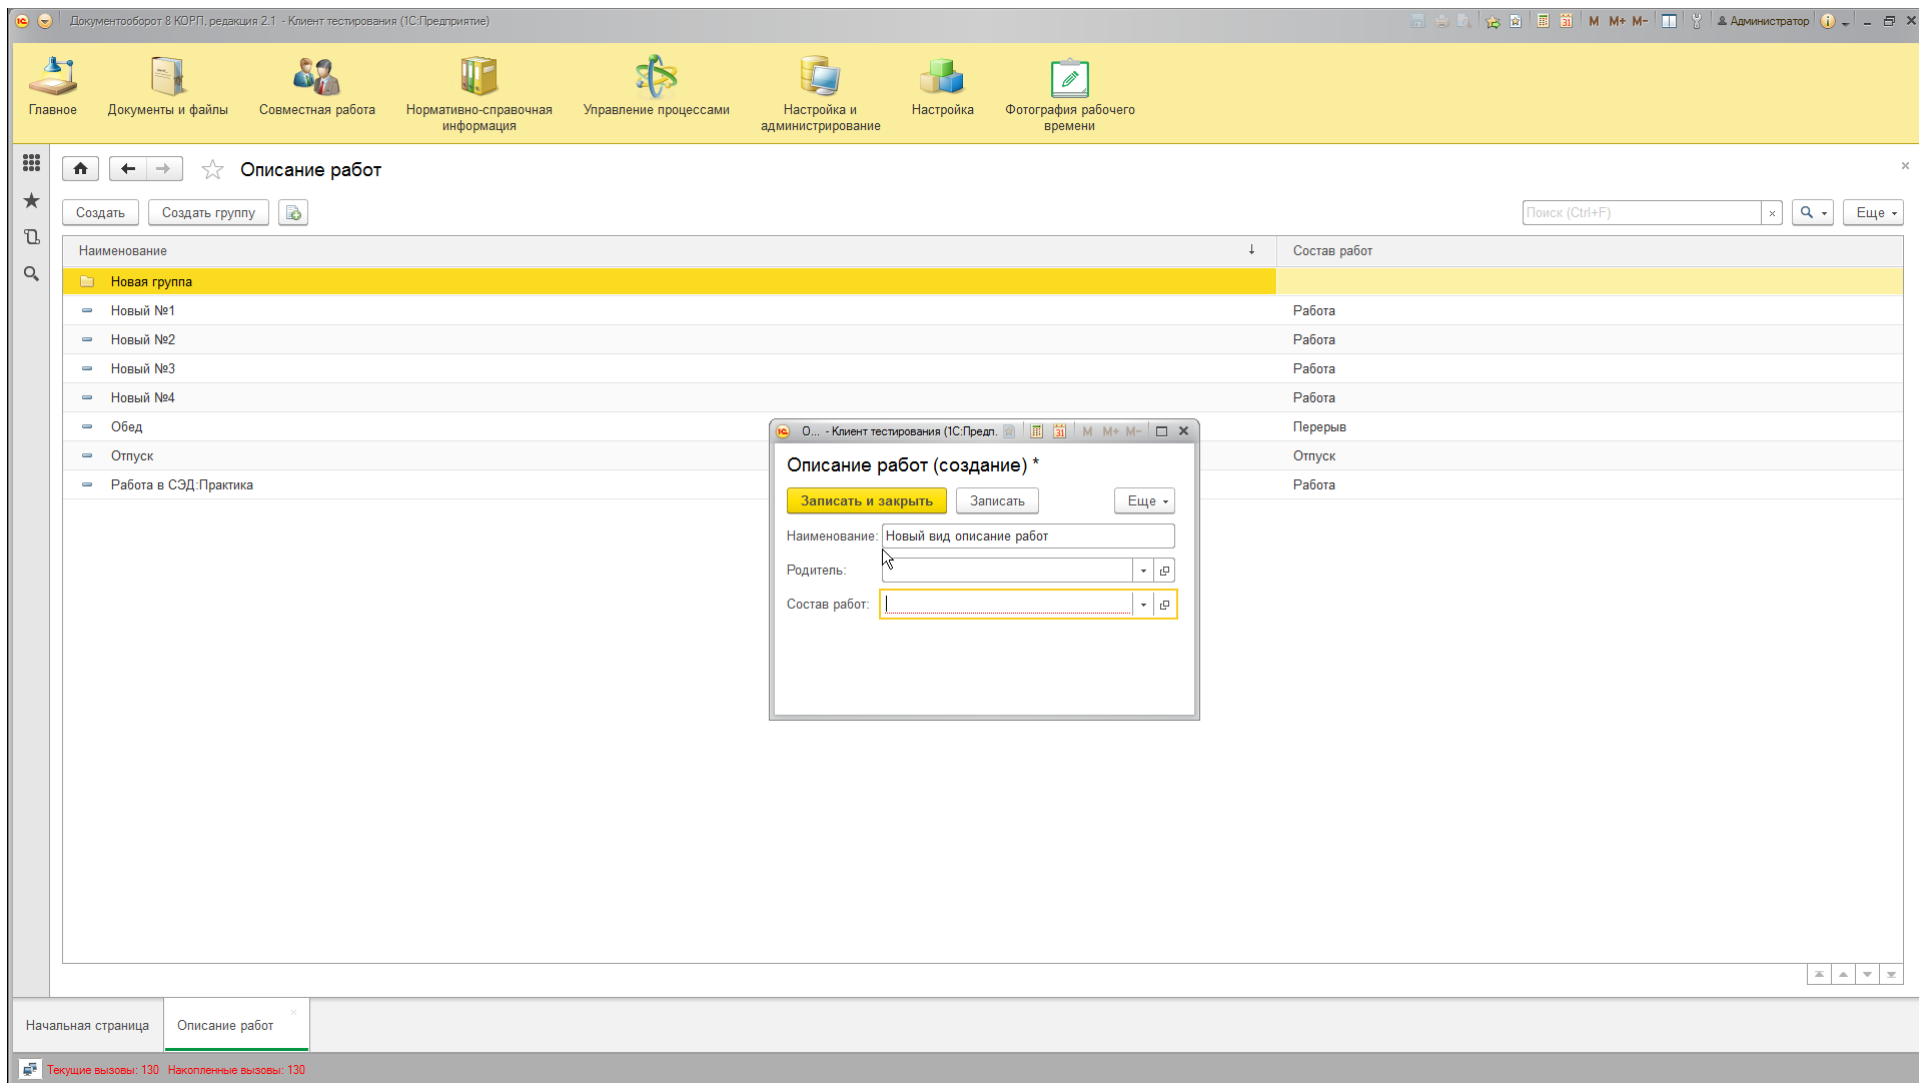 Документооборот 8 КОРП, редакция 2.1 - Клиент тестирования (1С:Предприятие)
M M+ M-
Администратор
Главное
Документы и файлы
Совместная работа
Нормативно-справочная
информация
Управление процессами
Настройка и
администрирование
Настройка
Фотография рабочего
времени
Описание работ
Создать
Создать группу
Поиск (Ctrl+F)
Еще
Наименование
Состав работ
Новая группа
Новый №1 Работа
Новый №2 Работа
Новый №3 Работа
Новый №4 Работа
Обед Перерыв
Отпуск Отпуск
Работа в СЭД:Практика Работа
О... - Клиент тестирования (1С:Предп. 31 M M+ M-
Описание работ (создание) *
Записать и закрыть
Записать
Еще
Наименование: Новый вид описание работ
Родитель:
Состав работ:
Начальная страница
Описание работ
Текущие вызовы: 130 Накопленные вызовы: 130